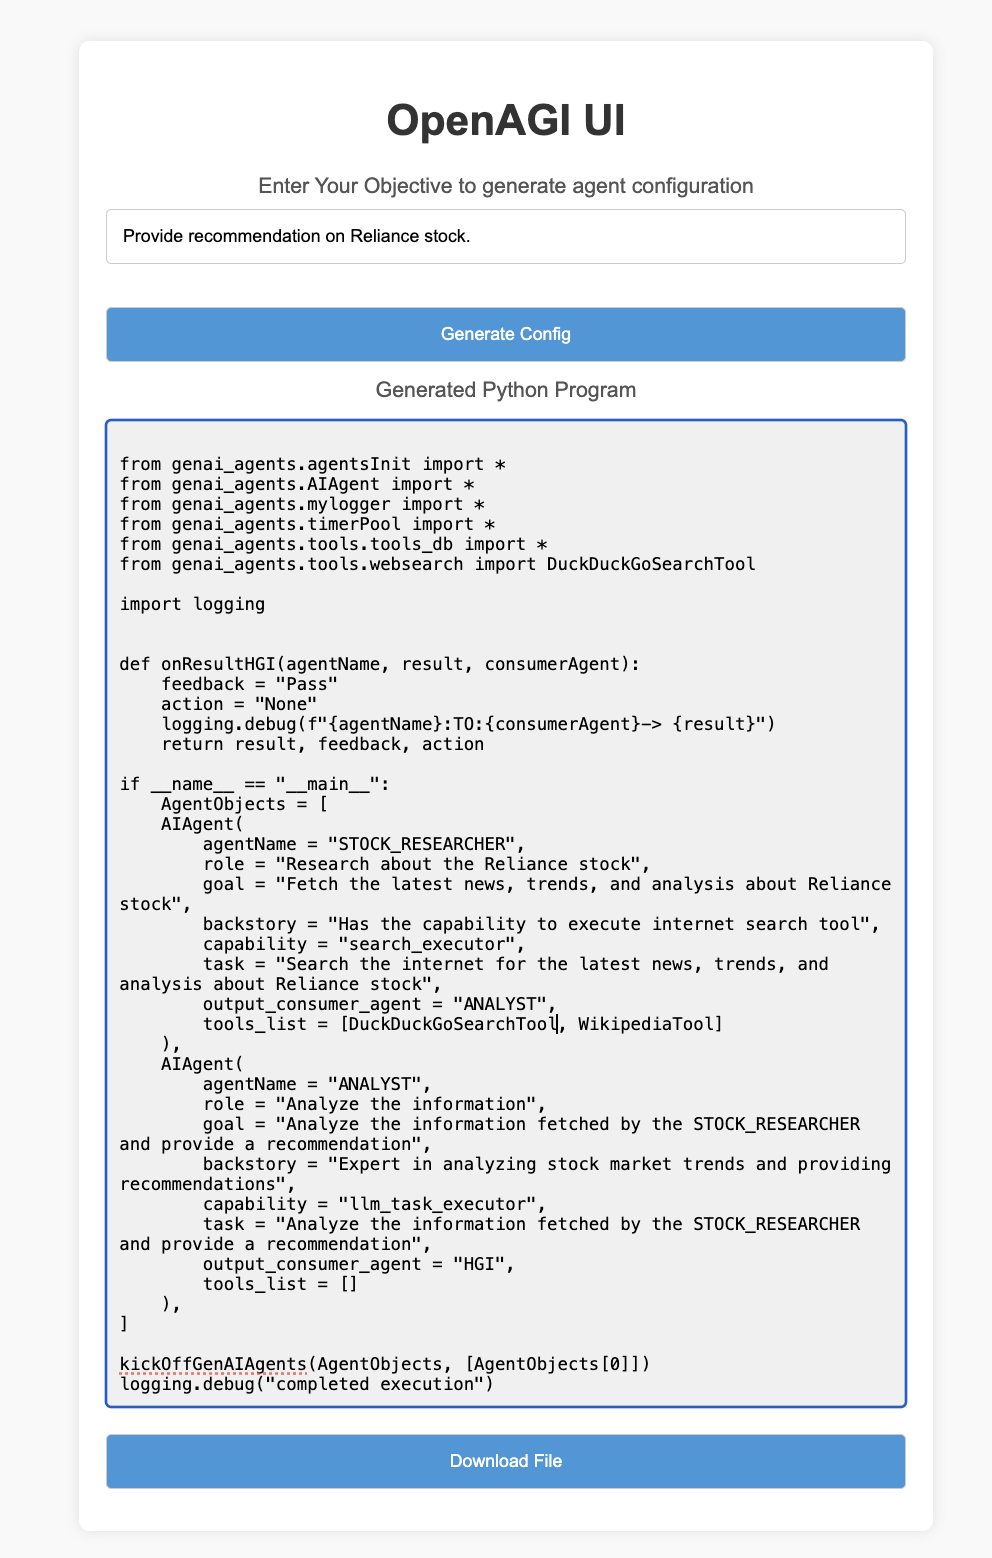 OpenAGI UI
Enter Your Objective to generate agent configuration
Provide recommendation on Reliance stock.
Generate Config
Generated Python Program
from genai_agents.agentsInit import *
from genai_agents.AIAgent import *
from genai_agents.mylogger import *
from genai_agents.timerPool import *
from genai_agents.tools.tools_db import *
from genai_agents.tools.websearch import DuckDuckGoSearchTool

import logging


def onResultHGI(agentName, result, consumerAgent):
    feedback = "Pass"
    action = "None"
    logging.debug(f"{agentName}:TO:{consumerAgent}-> {result}")
    return result, feedback, action

if __name__ == "__main__":
    AgentObjects = [
    AIAgent(
        agentName = "STOCK_RESEARCHER",
        role = "Research about the Reliance stock",
        goal = "Fetch the latest news, trends, and analysis about Reliance
stock",
        backstory = "Has the capability to execute internet search tool",
        capability = "search_executor",
        task = "Search the internet for the latest news, trends, and
analysis about Reliance stock",
        output_consumer_agent = "ANALYST",
        tools_list = [DuckDuckGoSearchTool, WikipediaTool]
    ),
    AIAgent(
        agentName = "ANALYST",
        role = "Analyze the information",
        goal = "Analyze the information fetched by the STOCK_RESEARCHER
and provide a recommendation",
        backstory = "Expert in analyzing stock market trends and providing
recommendations",
        capability = "llm_task_executor",
        task = "Analyze the information fetched by the STOCK_RESEARCHER
and provide a recommendation",
        output_consumer_agent = "HGI",
        tools_list = []
    ),
]

kickOffGenAIAgents(AgentObjects, [AgentObjects[0]])
logging.debug("completed execution")
Download File